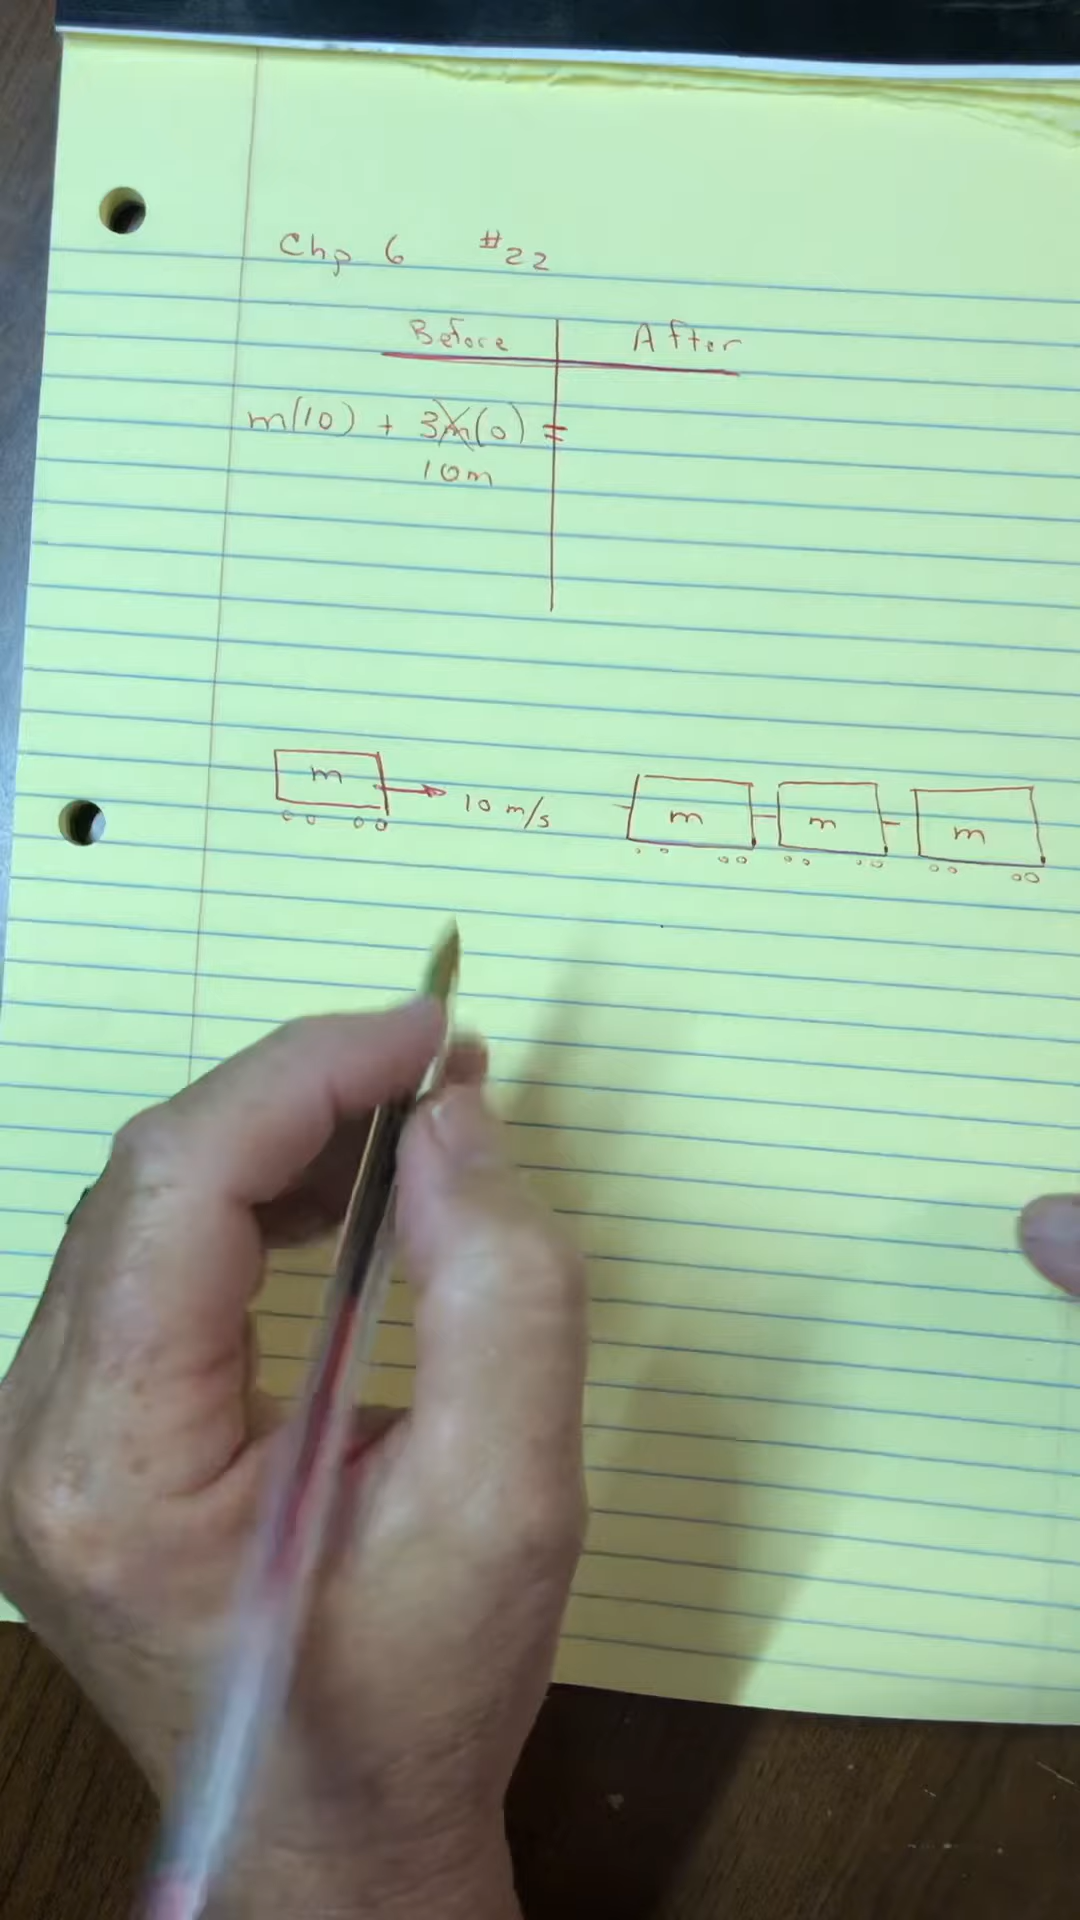 Chp 6 #22
Before After
m(10) + 3m(0) =
10m
m 10 m/s m m m